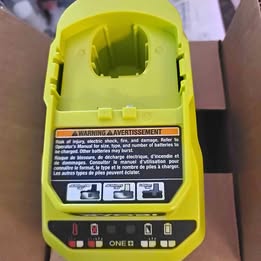 WARNING AVERTISSEMENT
Risk of injury, electric shock, fire, and damage. Refer to
Operator's Manual for size, type, and number of batteries to
be charged. Other batteries may burst.
Risque de blessure, de décharge électrique, d'incendie et
de dommages. Consulter le manuel d'utilisation pour
connaître le format, le type et le nombre de piles à charger.
Les autres types de piles peuvent éclater.
RYOBI
ONE+